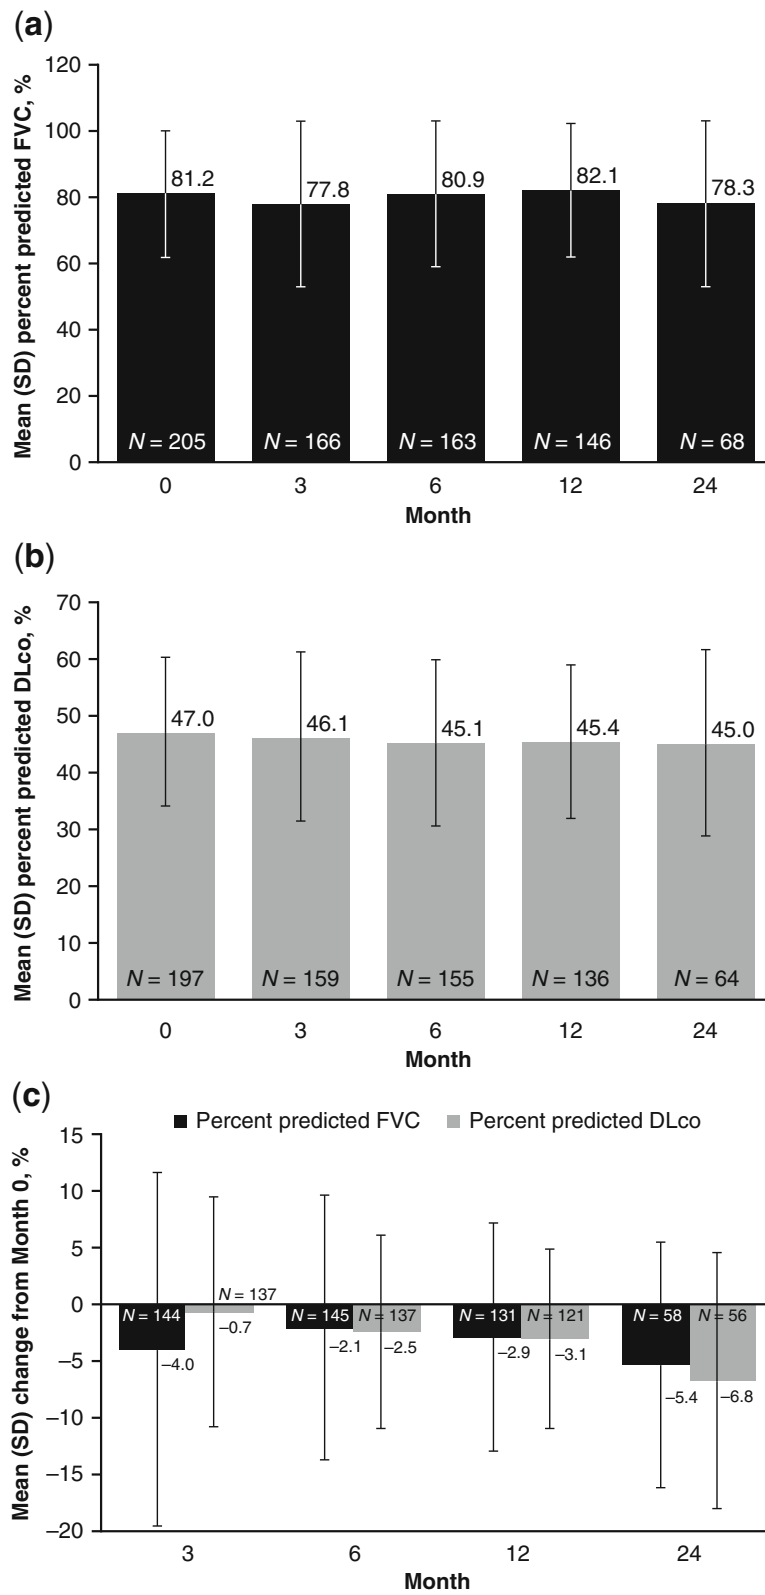 (a)
Mean (SD) percent predicted FVC, %
120
100
80
60
40
20
0
81.2
77.8
80.9
82.1
78.3
N = 205
N = 166
N = 163
N = 146
N = 68
0 3 6 12 24
Month
(b)
Mean (SD) percent predicted DLco, %
70
60
50
40
30
20
10
0
47.0
46.1
45.1
45.4
45.0
N = 197
N = 159
N = 155
N = 136
N = 64
0 3 6 12 24
Month
(c)
Percent predicted FVC Percent predicted DLco
Mean (SD) change from Month 0, %
15
10
5
0
–5
–10
–15
–20
N = 144
N = 137
N = 145
N = 137
N = 131
N = 121
N = 58
N = 56
–4.0
–0.7
–2.1
–2.5
–2.9
–3.1
–5.4
–6.8
3 6 12 24
Month